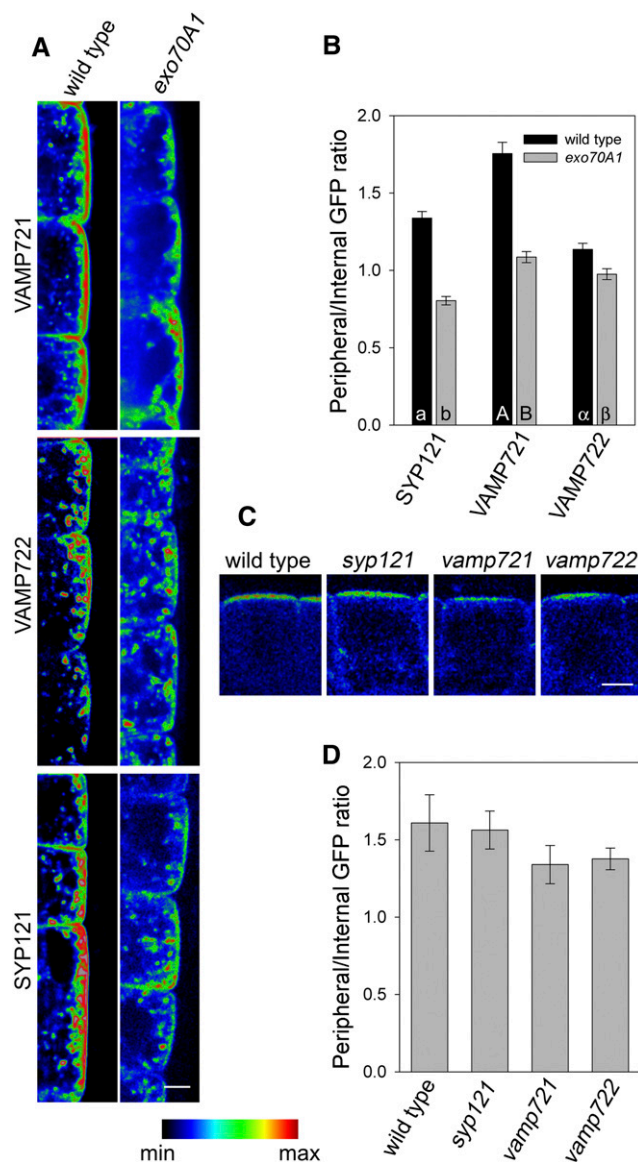 A
wild type
exo70A1
VAMP721
VAMP722
SYP121
min
max
B
Peripheral/Internal GFP ratio
2.0
1.5
1.0
0.5
0.0
wild type
exo70A1
a
b
A
B
α
β
SYP121
VAMP721
VAMP722
C
wild type
syp121
vamp721
vamp722
D
Peripheral/Internal GFP ratio
2.0
1.5
1.0
0.5
0.0
wild type
syp121
vamp721
vamp722